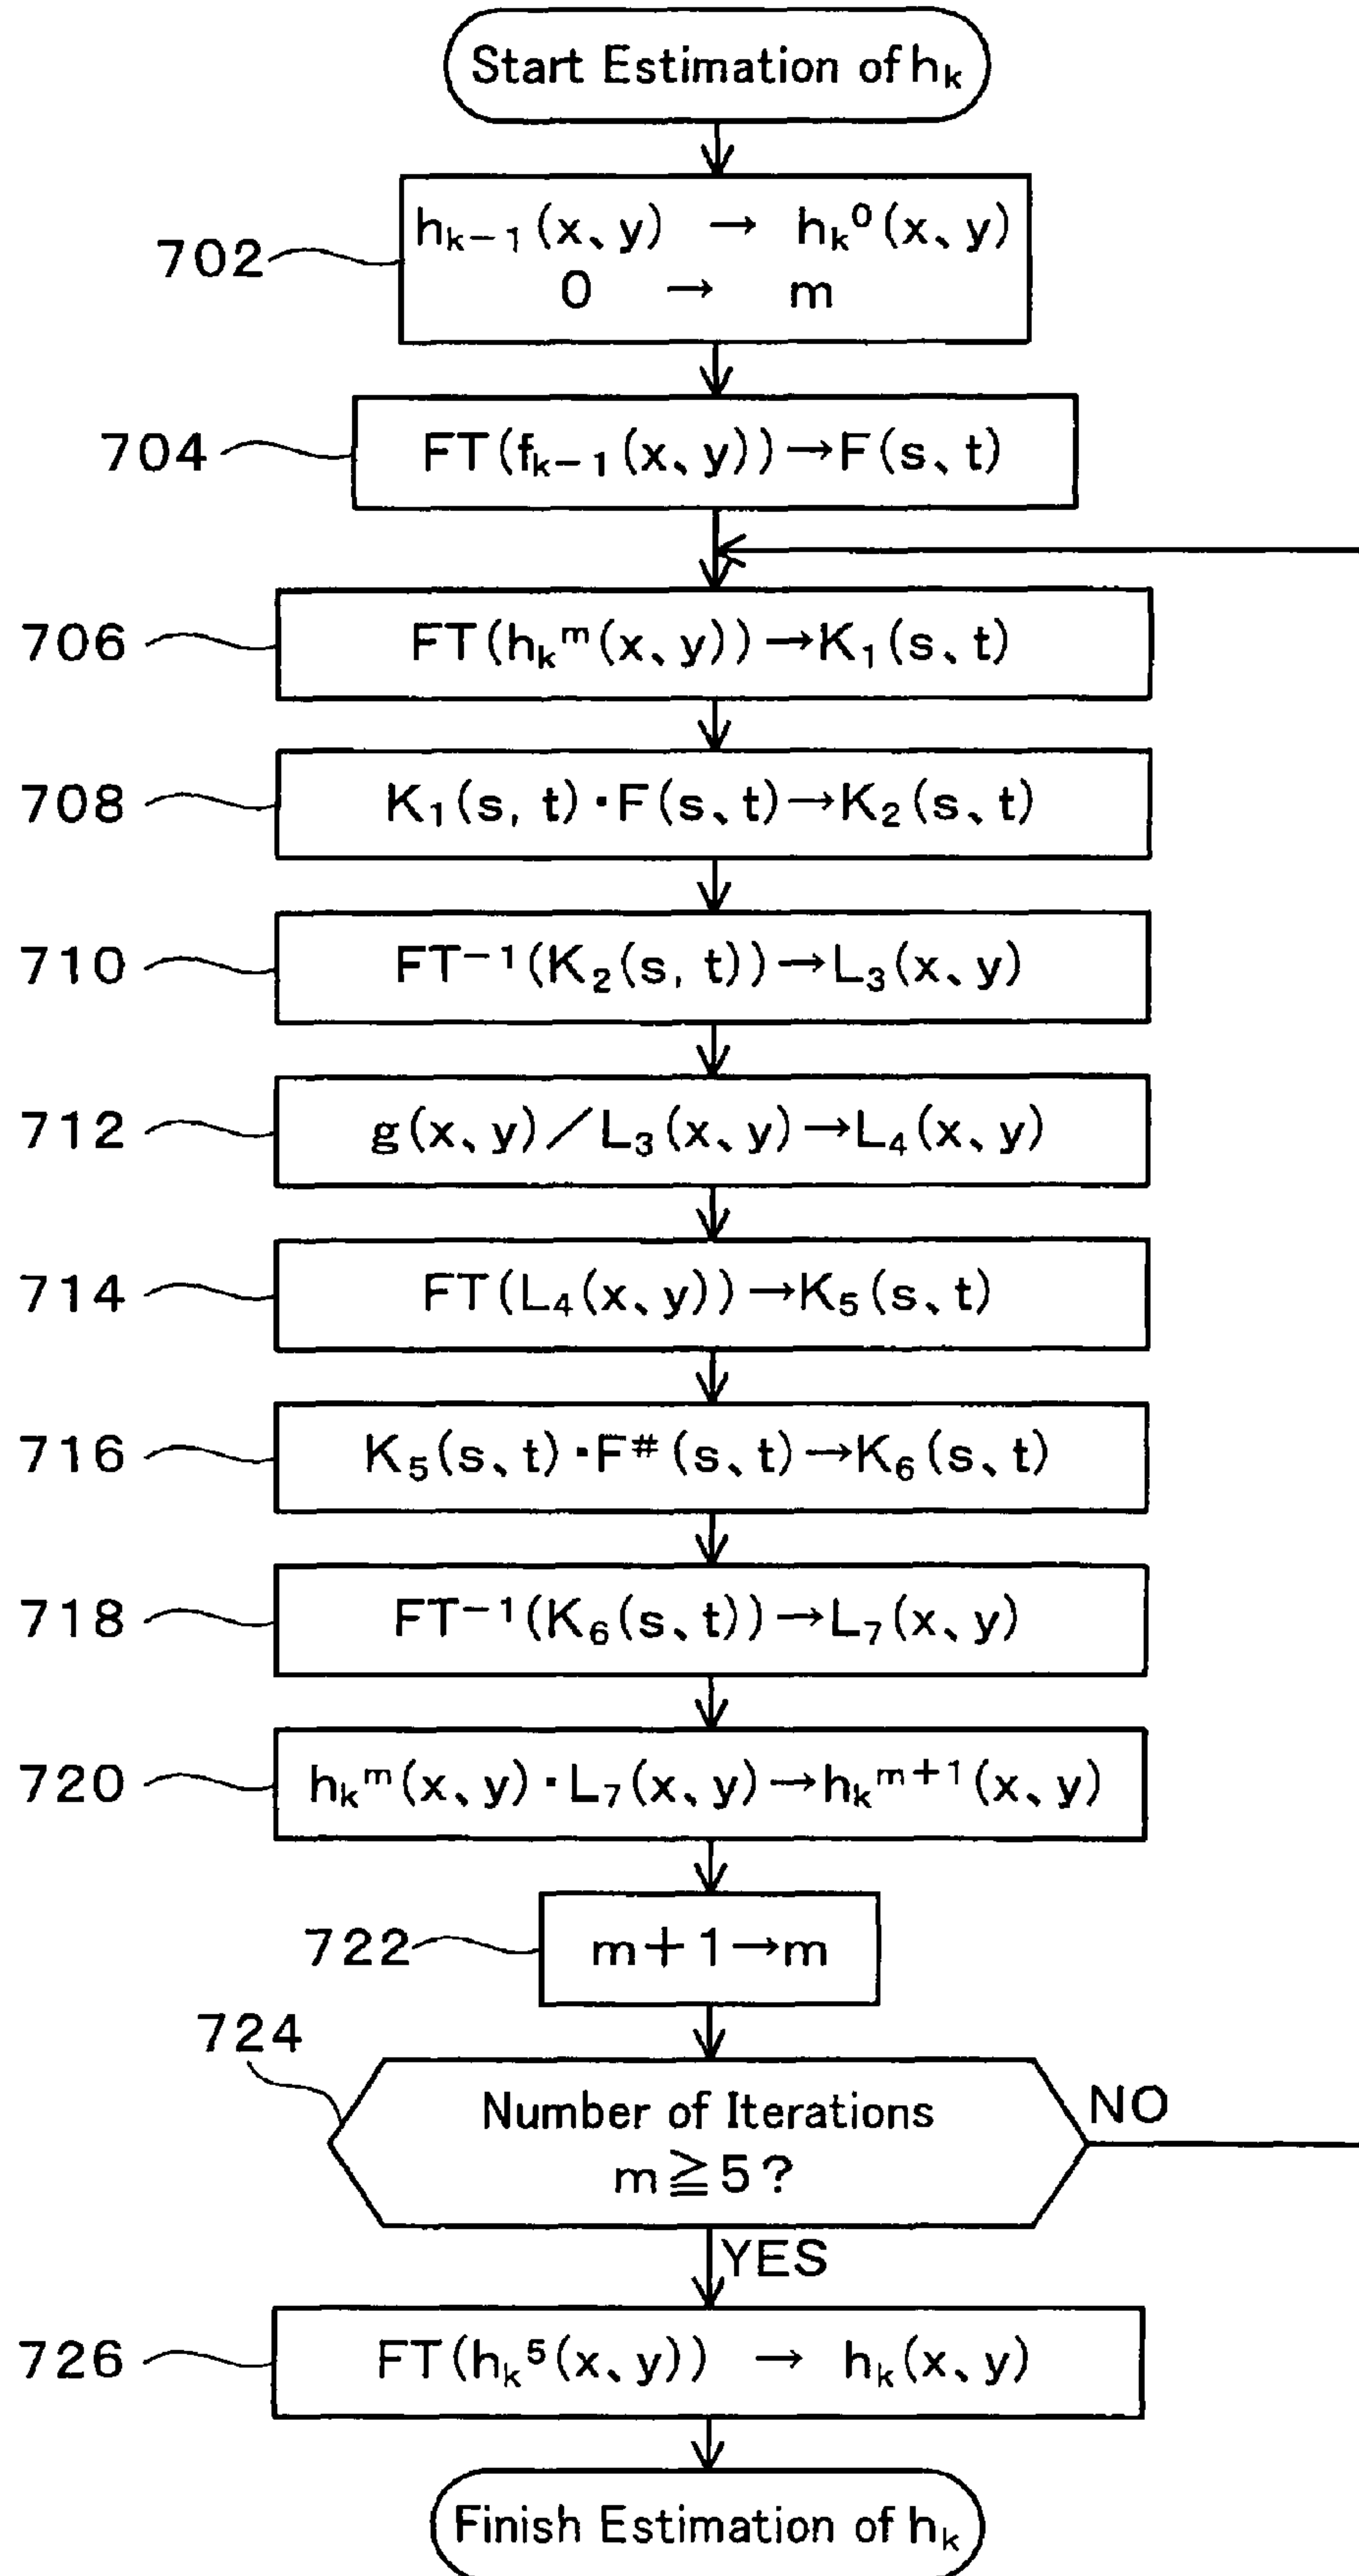 Start Estimation of hₖ
702
hₖ₋₁(x、y) → hₖ⁰(x、y)
0 → m
704
FT(fₖ₋₁(x、y))→F(s、t)
706
FT(hₖᵐ(x、y))→K₁(s、t)
708
K₁(s, t)・F(s、t)→K₂(s、t)
710
FT⁻¹(K₂(s, t))→L₃(x、y)
712
g(x、y)／L₃(x、y)→L₄(x、y)
714
FT(L₄(x、y))→K₅(s、t)
716
K₅(s、t)・F#(s、t)→K₆(s、t)
718
FT⁻¹(K₆(s、t))→L₇(x、y)
720
hₖᵐ(x、y)・L₇(x、y)→hₖᵐ⁺¹(x、y)
722
m+1→m
724
Number of Iterations
m≧5?
NO
YES
726
FT(hₖ⁵(x、y)) → hₖ(x、y)
Finish Estimation of hₖ